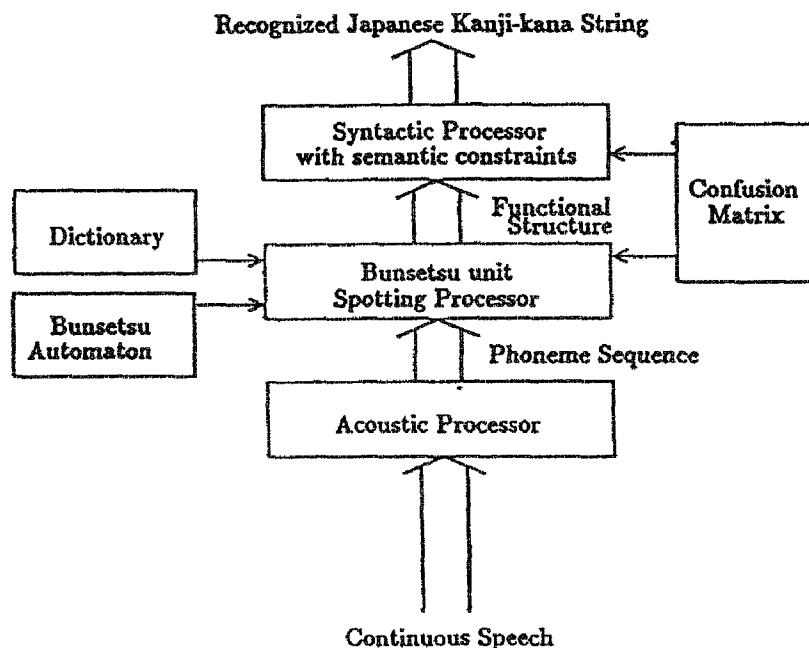 Recognized Japanese Kanji-kana String
Syntactic Processor
with semantic constraints
Confusion
Matrix
Functional
Structure
Dictionary
Bunsetsu unit
Spotting Processor
Bunsetsu
Automaton
Phoneme Sequence
Acoustic Processor
Continuous Speech